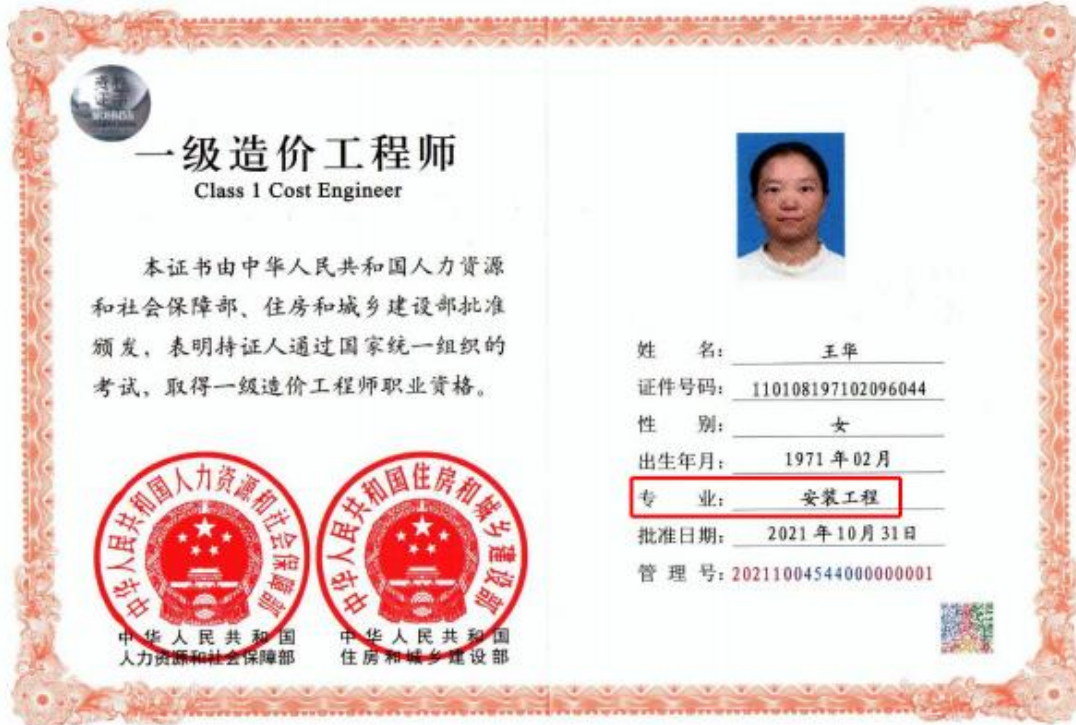 一级造价工程师
Class 1 Cost Engineer
本证书由中华人民共和国人力资源
和社会保障部、住房和城乡建设部批准
颁发，表明持证人通过国家统一组织的
考试，取得一级造价工程师职业资格。
中华人民共和国人力资源和社会保障部
中华人民共和国
人力资源和社会保障部
中华人民共和国住房和城乡建设部
中华人民共和国
住房和城乡建设部
姓 名： 王华
证件号码： 110108197102096044
性 别： 女
出生年月： 1971年02月
专 业： 安装工程
批准日期： 2021年10月31日
管 理 号：20211004544000000001